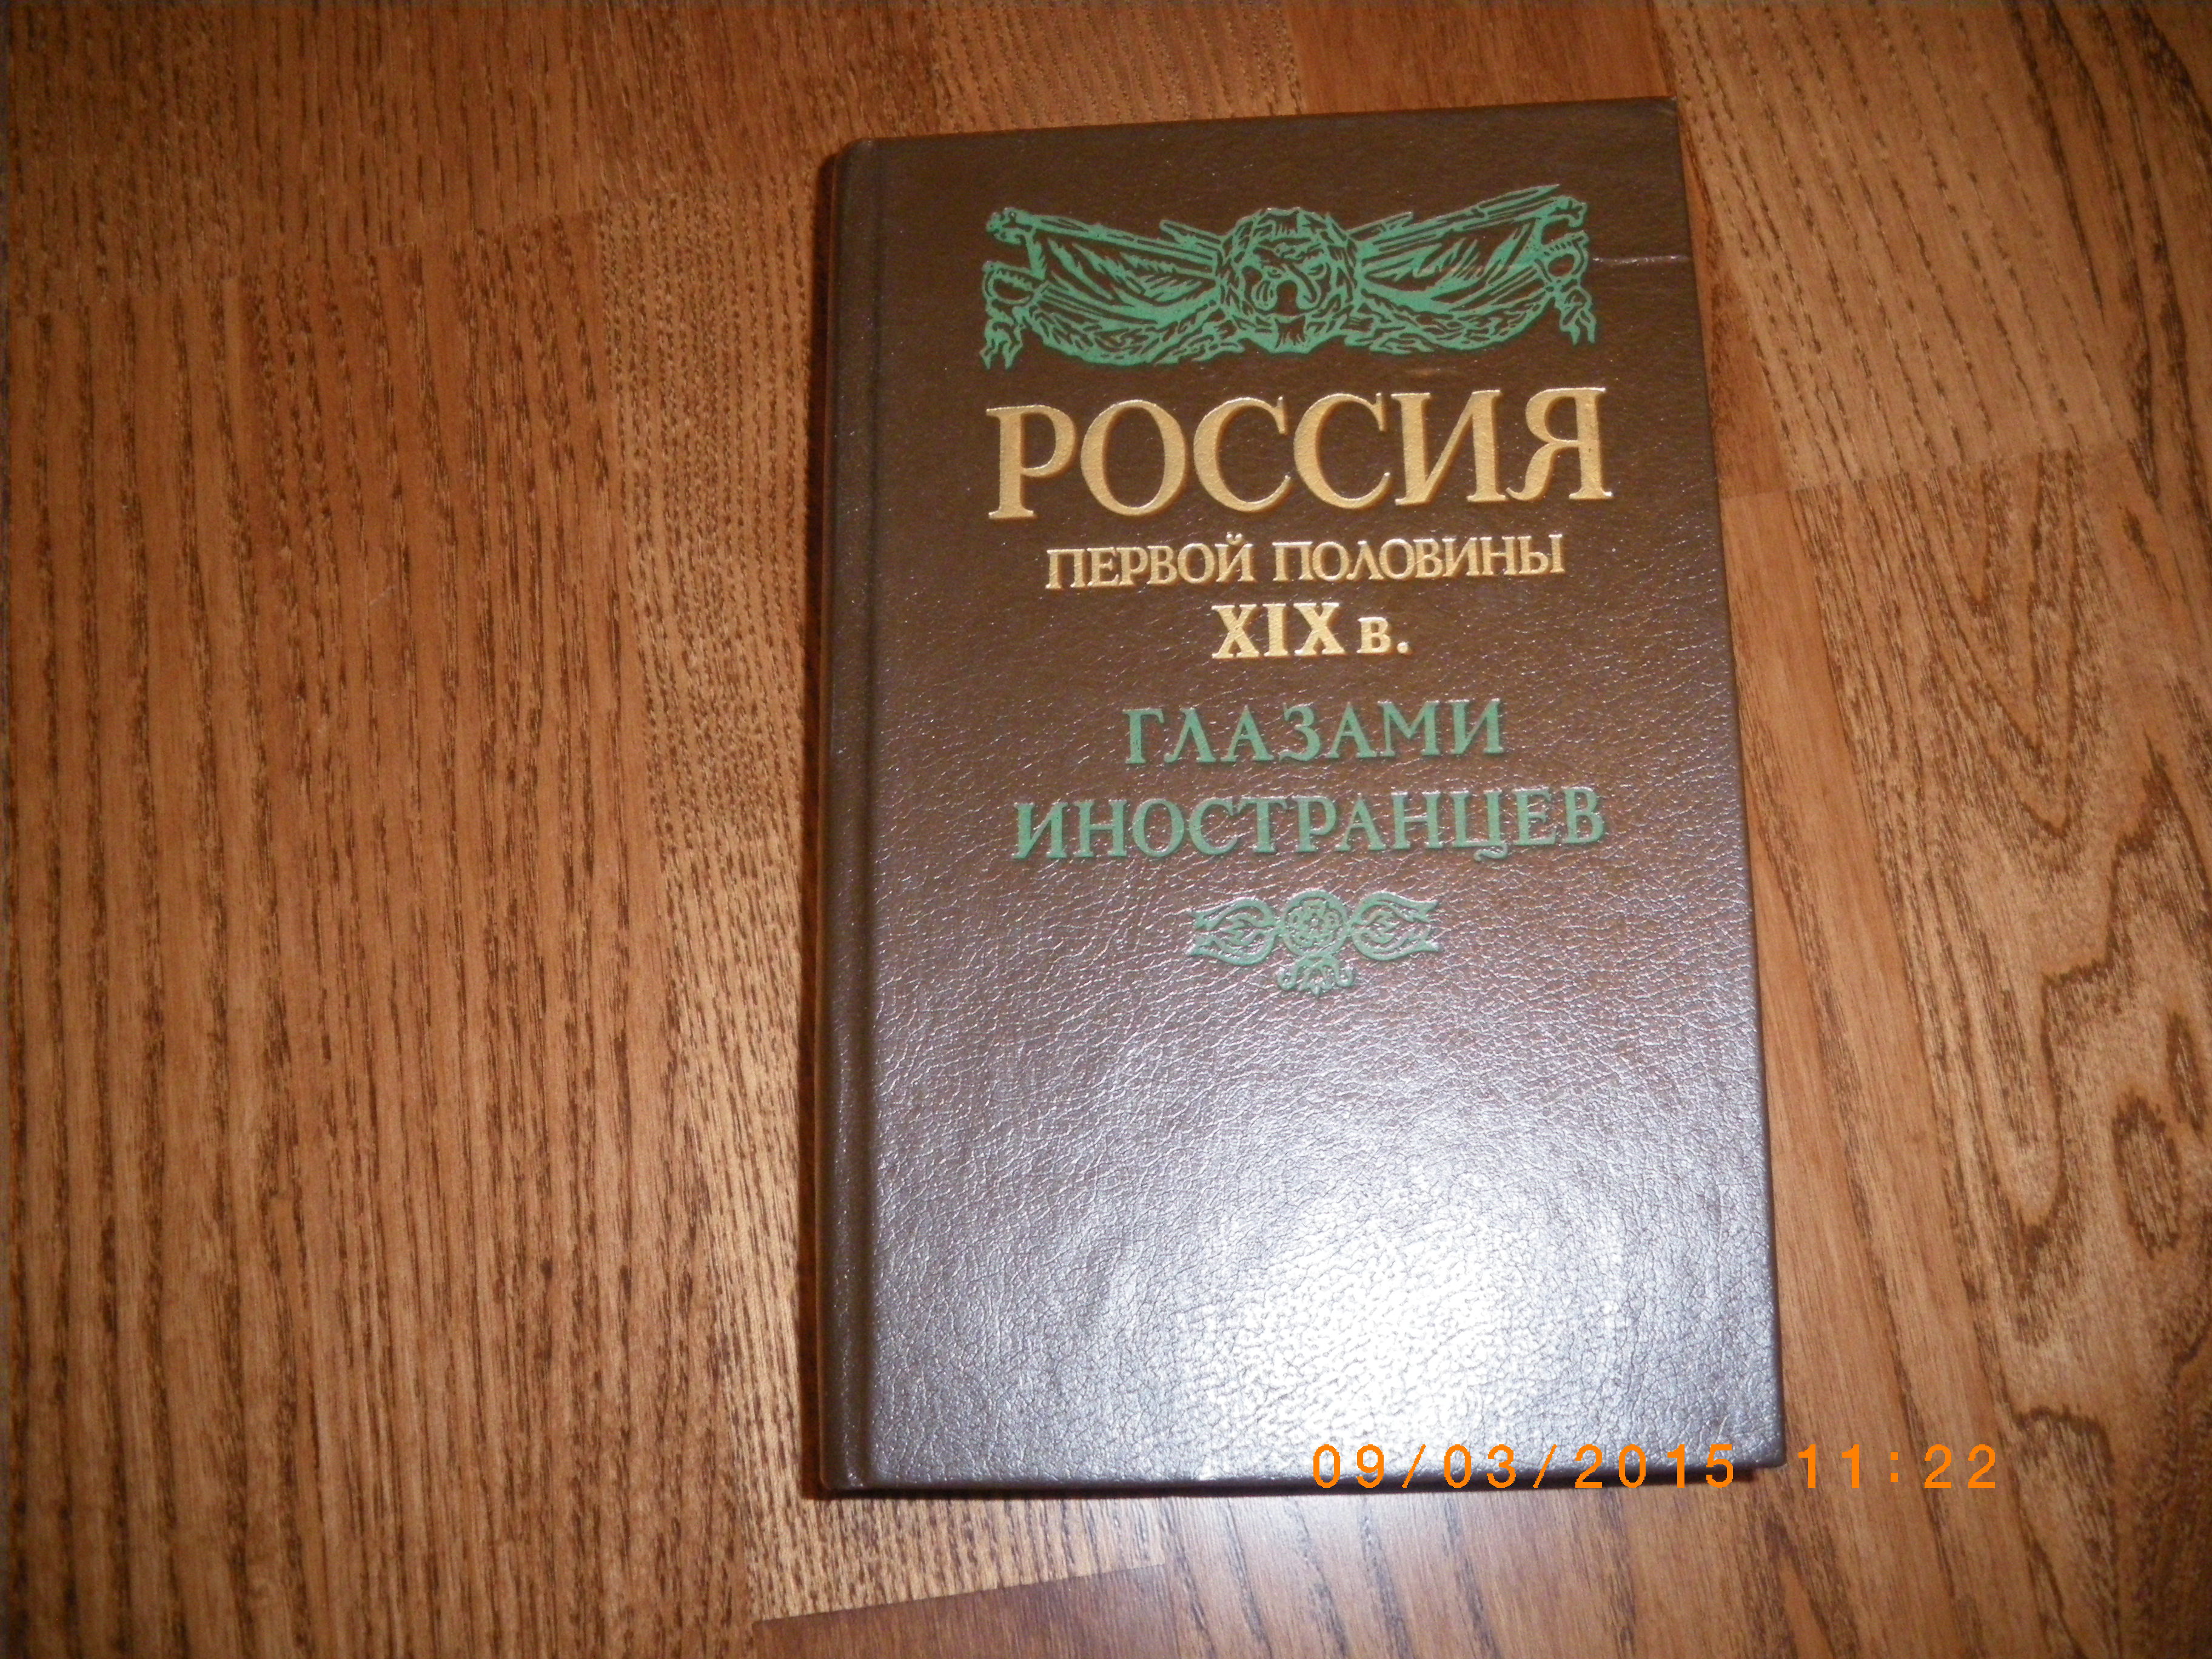 РОССИЯ
ПЕРВОЙ ПОЛОВИНЫ
XIX в.
ГЛАЗАМИ
ИНОСТРАНЦЕВ
09/03/2015 11:22